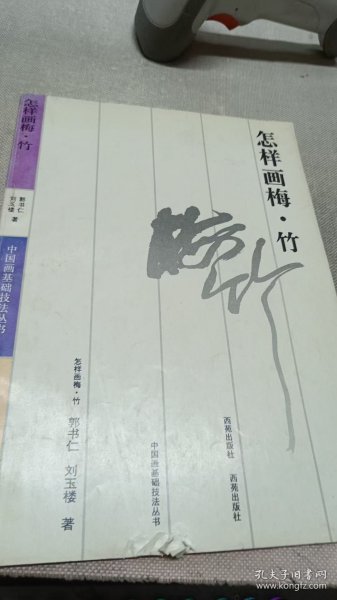 怎样画梅·竹
郭书仁
刘玉楼
著
中国画基础技法丛书
怎样画梅·竹
怎样画梅·竹
郭书仁 刘玉楼 著
中国画基础技法丛书
西苑出版社 西苑出版社
孔夫子旧书网